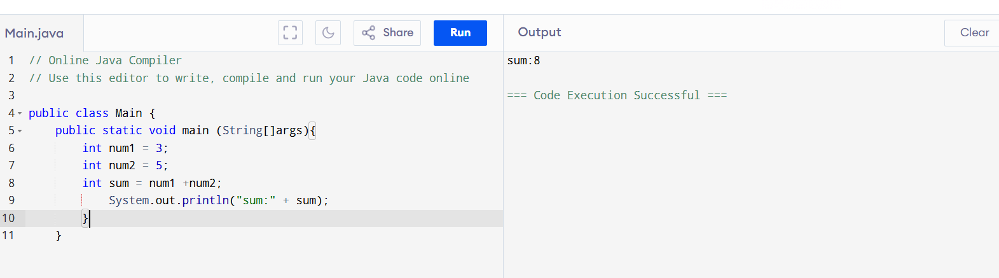 Main.java
Share
Run
Output
Clear
1 // Online Java Compiler
2 // Use this editor to write, compile and run your Java code online
3
4 public class Main {
5     public static void main (String[]args){
6         int num1 = 3;
7         int num2 = 5;
8         int sum = num1 +num2;
9             System.out.println("sum:" + sum);
10         }
11     }
sum:8
=== Code Execution Successful ===